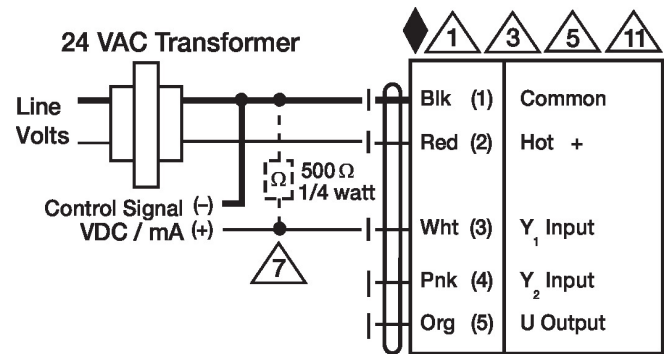 1 3 5 11
24 VAC Transformer
Line
Volts
Blk (1) Common
Red (2) Hot +
Ω 500 Ω
1/4 watt
Control Signal (–)
VDC / mA (+)
Wht (3) Y1 Input
7
Pnk (4) Y2 Input
Org (5) U Output